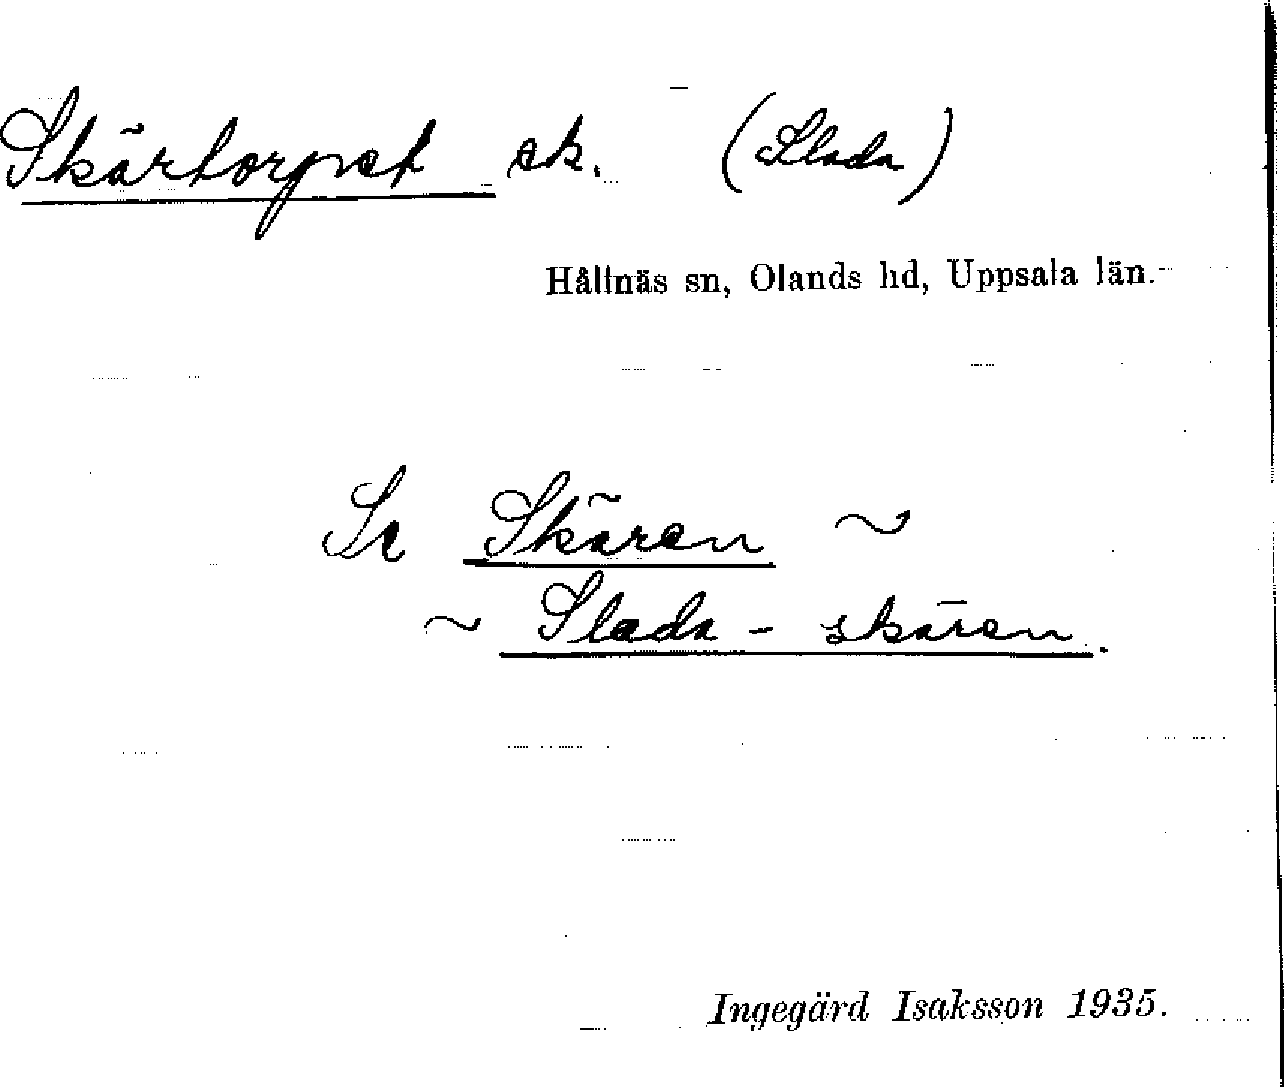 Skärtorpet sk. (Slada)
Hållnäs sn, Olands hd, Uppsala län.
Se Skären ~
~ Slada - skären.
Ingegärd Isaksson 1935.